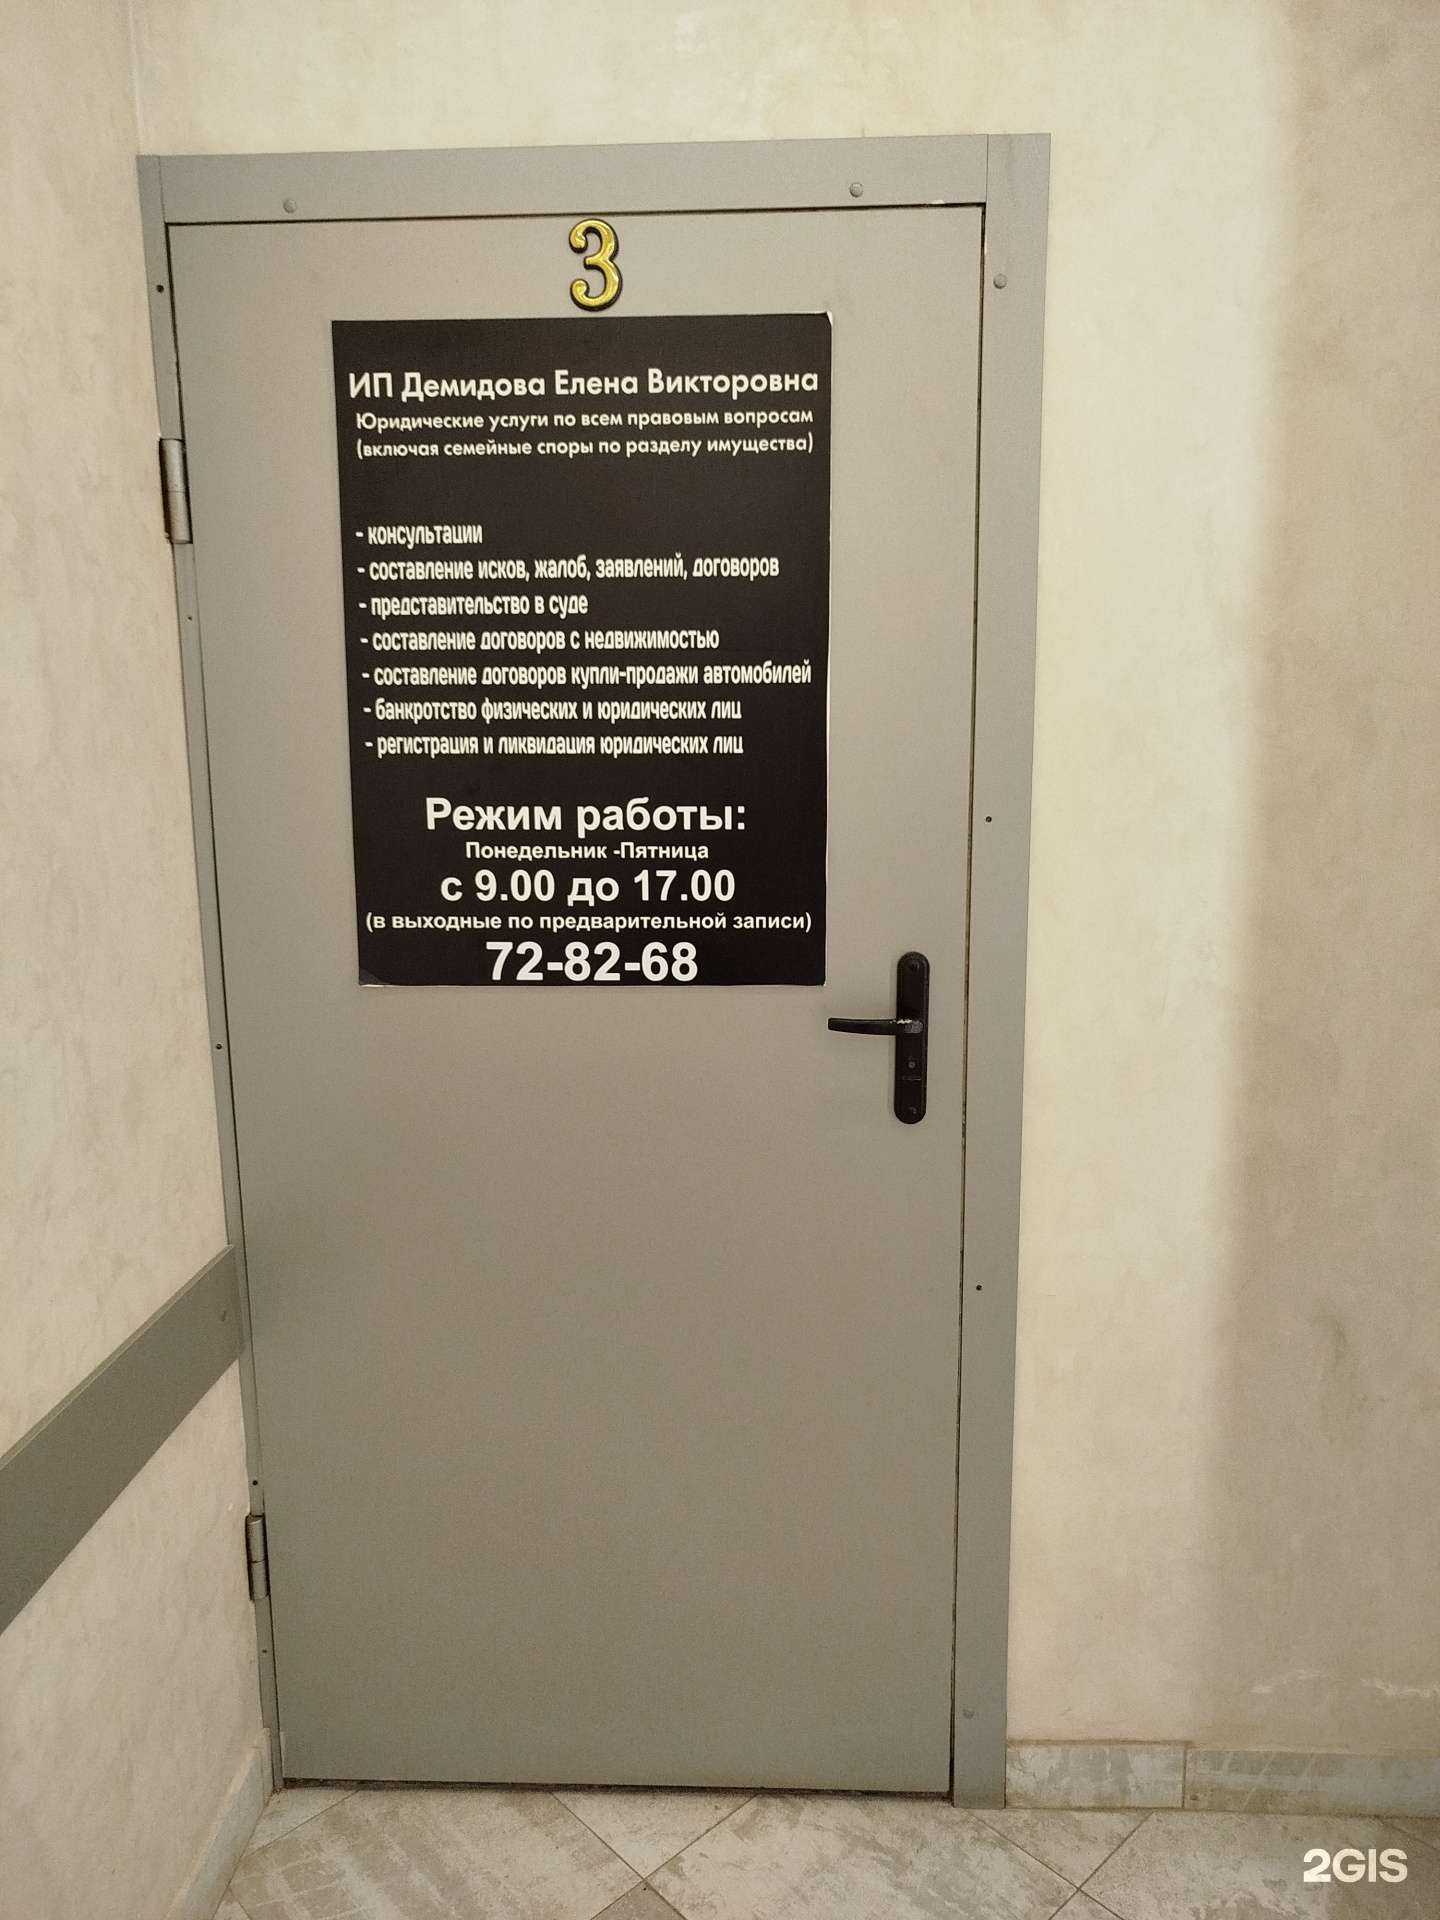 3
ИП Демидова Елена Викторовна
Юридические услуги по всем правовым вопросам
(включая семейные споры по разделу имущества)
- консультации
- составление исков, жалоб, заявлений, договоров
- представительство в суде
- составление договоров с недвижимостью
- составление договоров купли-продажи автомобилей
- банкротство физических и юридических лиц
- регистрация и ликвидация юридических лиц
Режим работы:
Понедельник -Пятница
с 9.00 до 17.00
(в выходные по предварительной записи)
72-82-68
2GIS